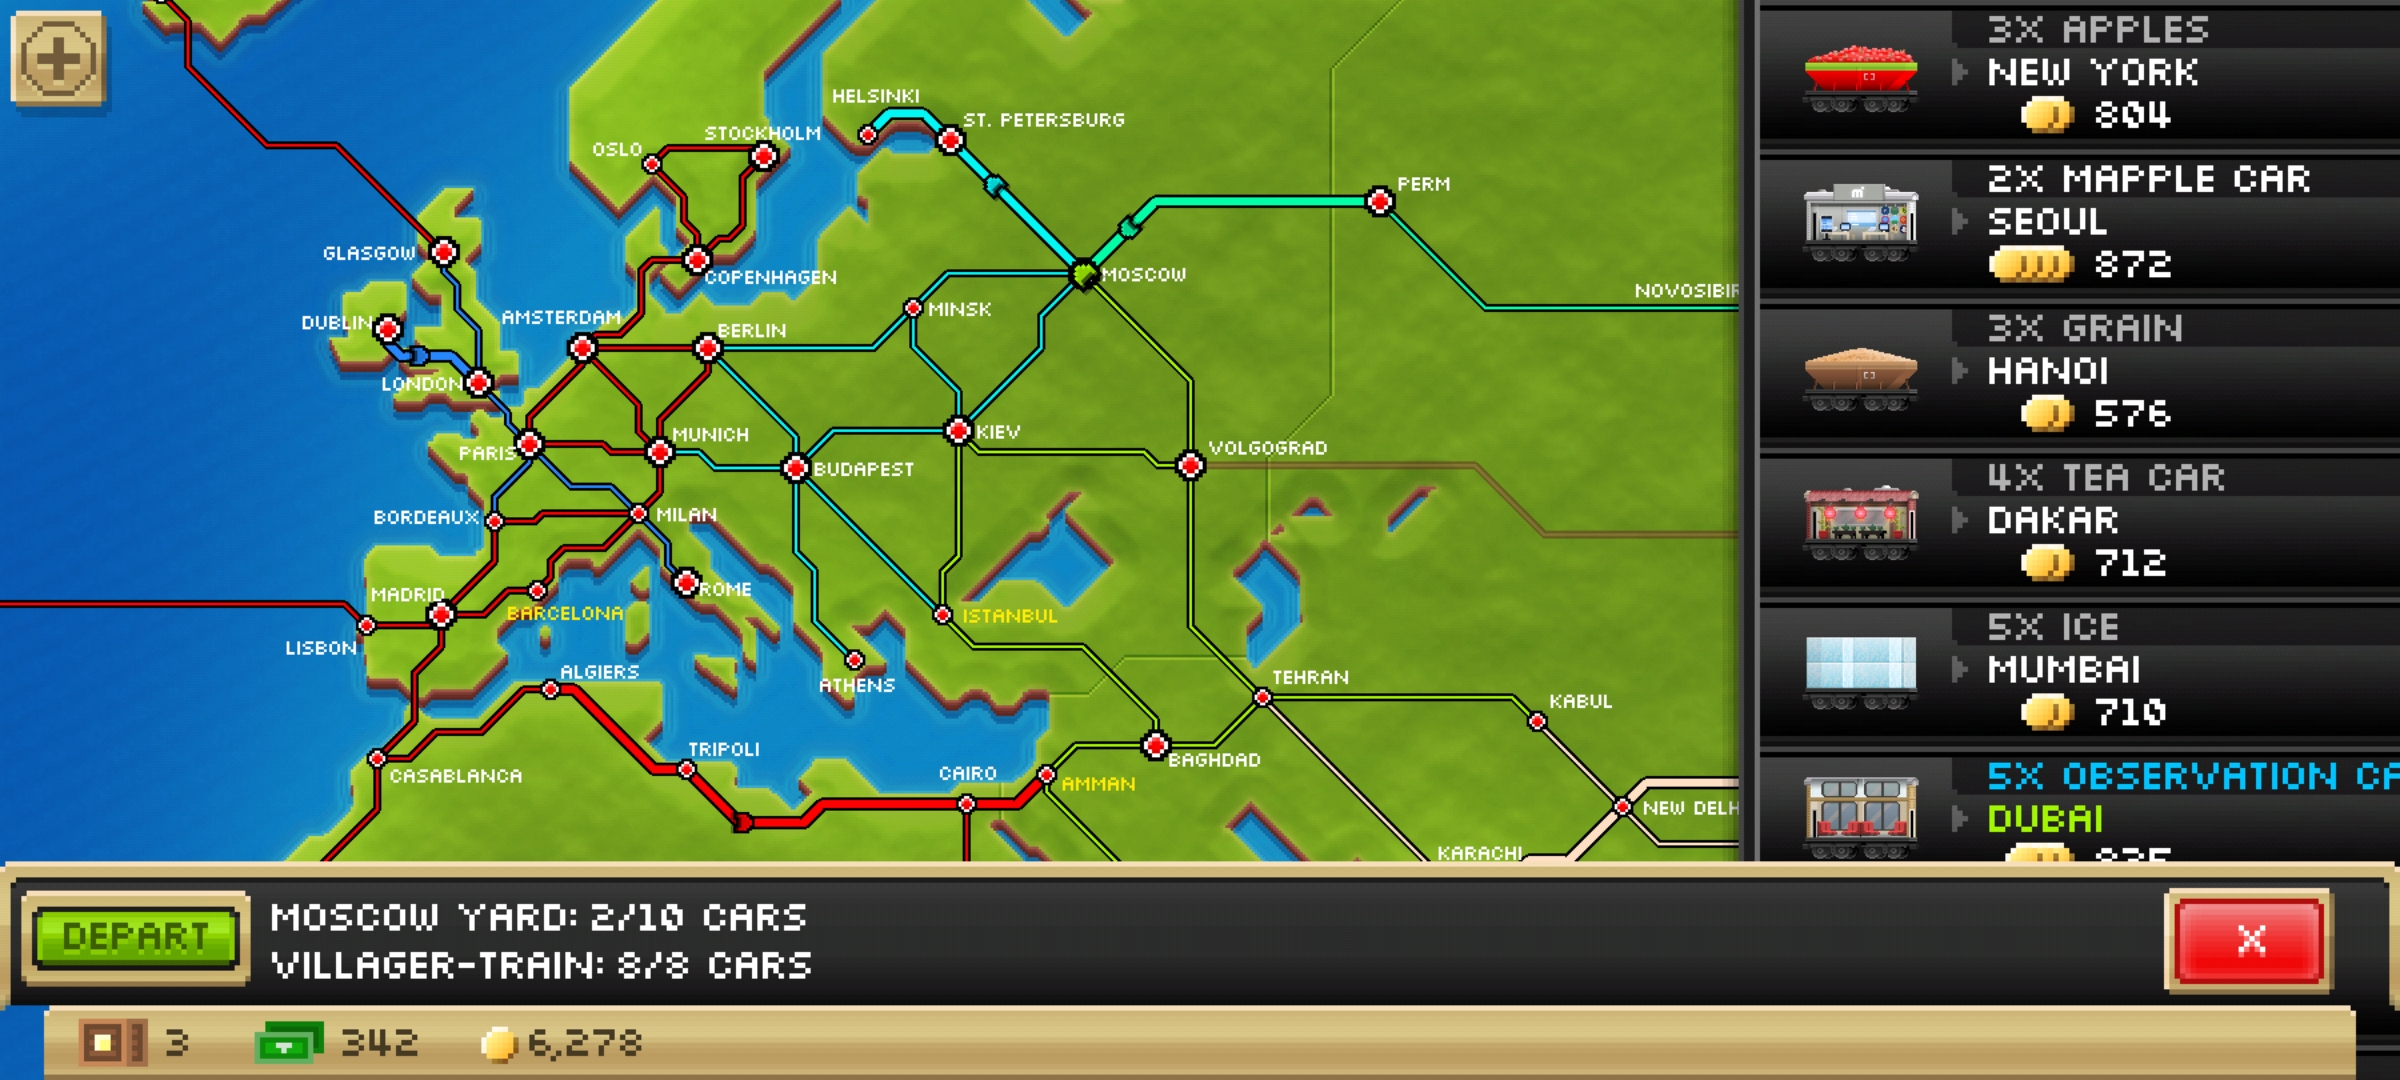 HELSINKI
ST. PETERSBURG
STOCKHOLM
OSLO
PERM
GLASGOW
COPENHAGEN
MOSCOW
NOVOSIBIR
DUBLIN
AMSTERDAM
BERLIN
MINSK
LONDON
PARIS
MUNICH
KIEV
BUDAPEST
VOLGOGRAD
BORDEAUX
MILAN
MADRID
BARCELONA
ROME
ISTANBUL
LISBON
ALGIERS
ATHENS
TEHRAN
KABUL
TRIPOLI
CASABLANCA
CAIRO
AMMAN
BAGHDAD
NEW DELH
KARACHI
3X APPLES
NEW YORK
804
2X MAPPLE CAR
SEOUL
872
3X GRAIN
HANOI
576
4X TEA CAR
DAKAR
712
5X ICE
MUMBAI
710
5X OBSERVATION CA
DUBAI
DEPART
MOSCOW YARD: 2/10 CARS
VILLAGER-TRAIN: 8/8 CARS
X
3
342
6,278